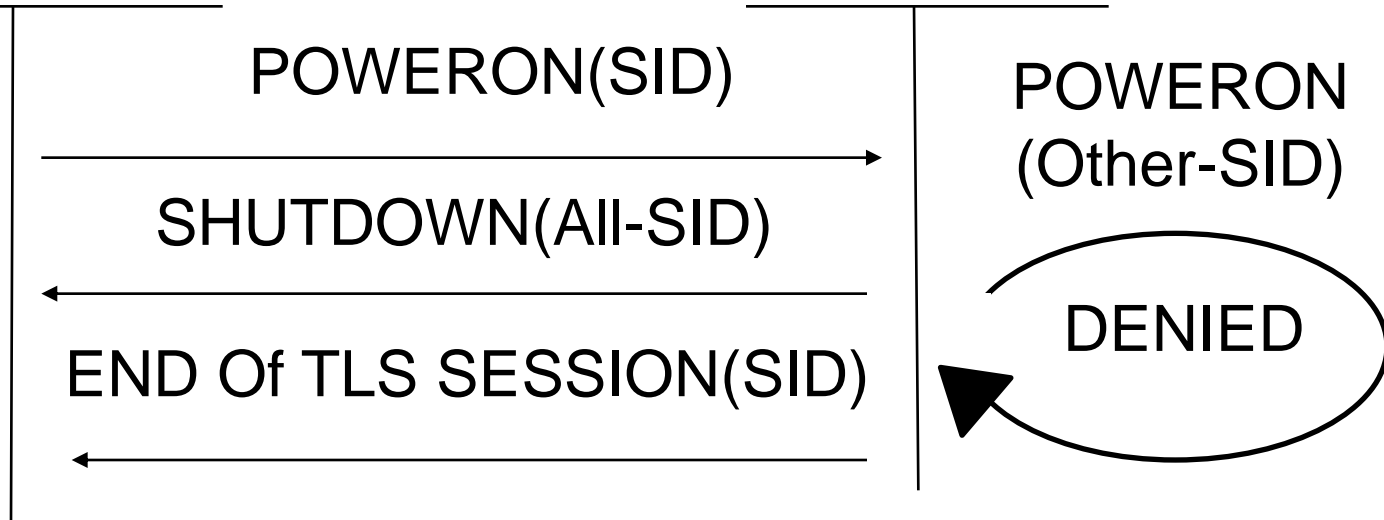 POWERON(SID)
SHUTDOWN(All-SID)
END Of TLS SESSION(SID)
POWERON
(Other-SID)
DENIED